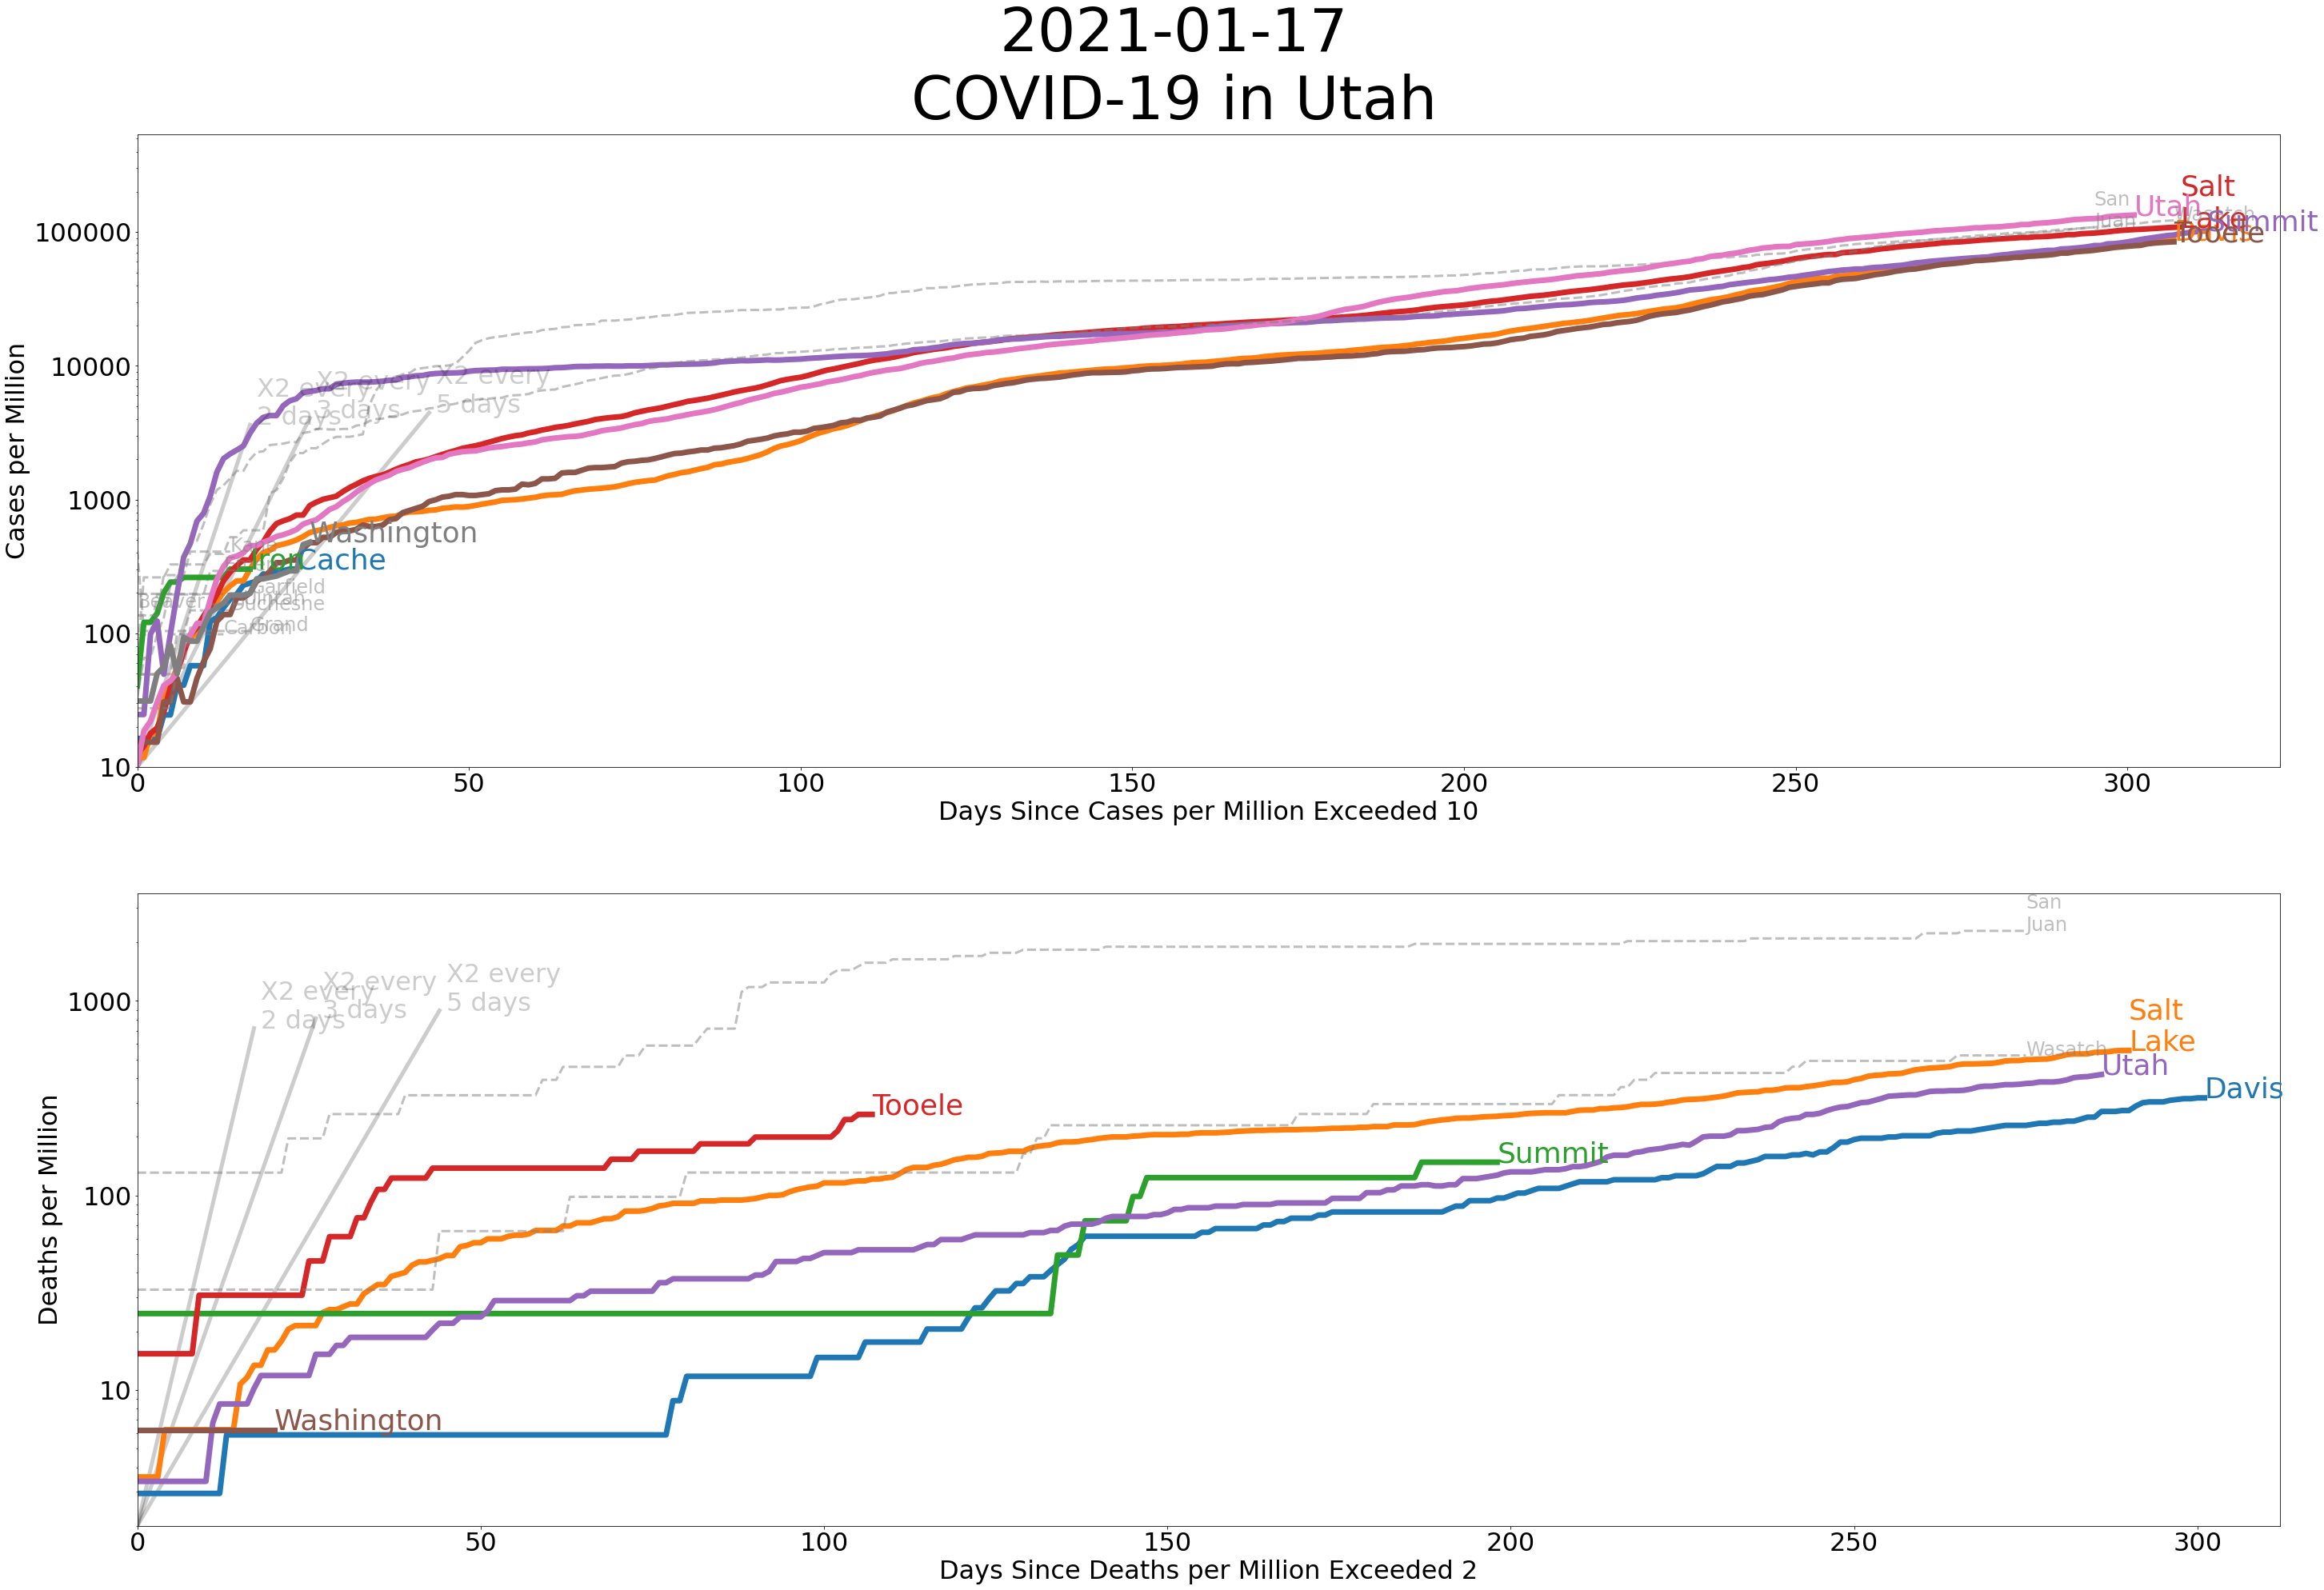 2021-01-17
COVID-19 in Utah
Cases per Million
100000
10000
1000
100
10
X2 every
2 days
X2 every
3 days
X2 every
5 days
San
Juan
Utah
Salt
Lake
Wasatch
Summit
Tooele
Washington
Kane
Iron
Cache
Garfield
Beaver
Uintah
Duchesne
Grand
Carbon
0
50
100
150
200
250
300
Days Since Cases per Million Exceeded 10
Deaths per Million
1000
100
10
X2 every
2 days
X2 every
3 days
X2 every
5 days
San
Juan
Salt
Lake
Wasatch
Utah
Davis
Tooele
Summit
Washington
0
50
100
150
200
250
300
Days Since Deaths per Million Exceeded 2